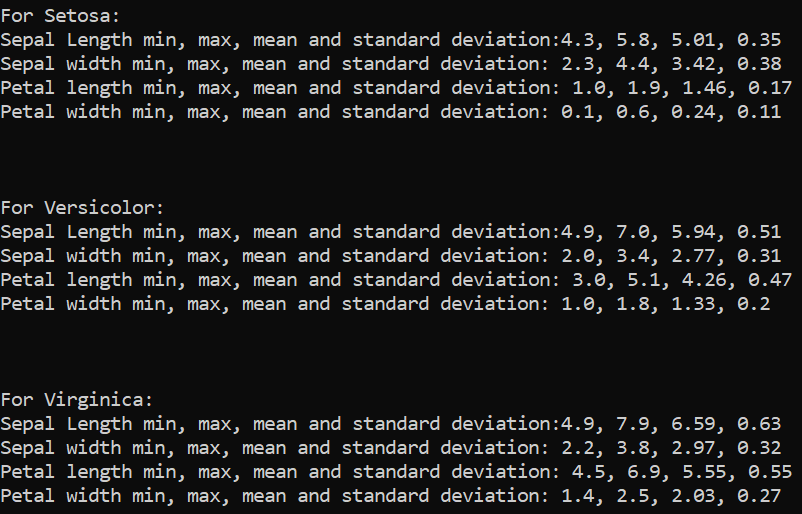 For Setosa:
Sepal Length min, max, mean and standard deviation:4.3, 5.8, 5.01, 0.35
Sepal width min, max, mean and standard deviation: 2.3, 4.4, 3.42, 0.38
Petal length min, max, mean and standard deviation: 1.0, 1.9, 1.46, 0.17
Petal width min, max, mean and standard deviation: 0.1, 0.6, 0.24, 0.11
For Versicolor:
Sepal Length min, max, mean and standard deviation:4.9, 7.0, 5.94, 0.51
Sepal width min, max, mean and standard deviation: 2.0, 3.4, 2.77, 0.31
Petal length min, max, mean and standard deviation: 3.0, 5.1, 4.26, 0.47
Petal width min, max, mean and standard deviation: 1.0, 1.8, 1.33, 0.2
For Virginica:
Sepal Length min, max, mean and standard deviation:4.9, 7.9, 6.59, 0.63
Sepal width min, max, mean and standard deviation: 2.2, 3.8, 2.97, 0.32
Petal length min, max, mean and standard deviation: 4.5, 6.9, 5.55, 0.55
Petal width min, max, mean and standard deviation: 1.4, 2.5, 2.03, 0.27